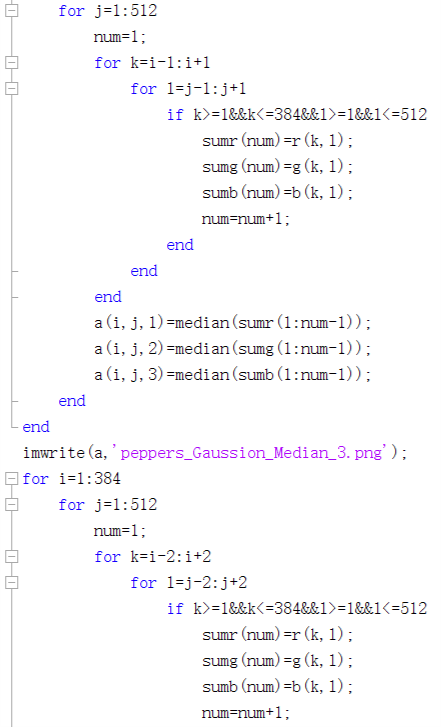 for j=1:512
num=1;
for k=i-1:i+1
for l=j-1:j+1
if k>=1&&k<=384&&l>=1&&l<=512
sumr(num)=r(k,l);
sumg(num)=g(k,l);
sumb(num)=b(k,l);
num=num+1;
end
end
end
a(i,j,1)=median(sumr(1:num-1));
a(i,j,2)=median(sumg(1:num-1));
a(i,j,3)=median(sumb(1:num-1));
end
end
imwrite(a,'peppers_Gaussion_Median_3.png');
for i=1:384
for j=1:512
num=1;
for k=i-2:i+2
for l=j-2:j+2
if k>=1&&k<=384&&l>=1&&l<=512
sumr(num)=r(k,l);
sumg(num)=g(k,l);
sumb(num)=b(k,l);
num=num+1;